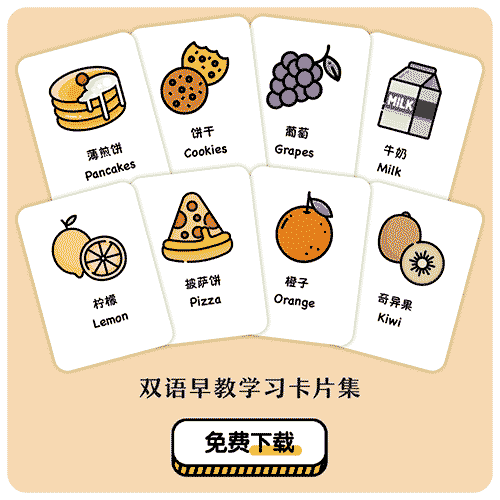 薄煎饼
Pancakes
饼干
Cookies
葡萄
Grapes
MILK
牛奶
Milk
柠檬
Lemon
披萨饼
Pizza
橙子
Orange
奇异果
Kiwi
双语早教学习卡片集
免费下载